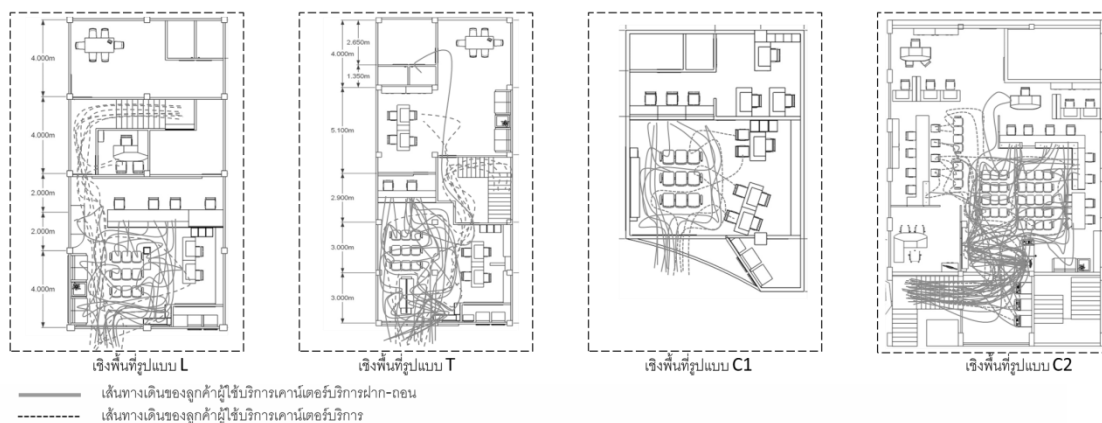 4.000m
4.000m
2.000m
2.000m
4.000m
2.650m
4.000m
1.350m
5.100m
2.900m
3.000m
3.000m
เชิงพื้นที่รูปแบบ L
เชิงพื้นที่รูปแบบ T
เชิงพื้นที่รูปแบบ C1
เชิงพื้นที่รูปแบบ C2
เส้นทางเดินของลูกค้าผู้ใช้บริการเคาน์เตอร์บริการฝาก-ถอน
เส้นทางเดินของลูกค้าผู้ใช้บริการเคาน์เตอร์บริการ